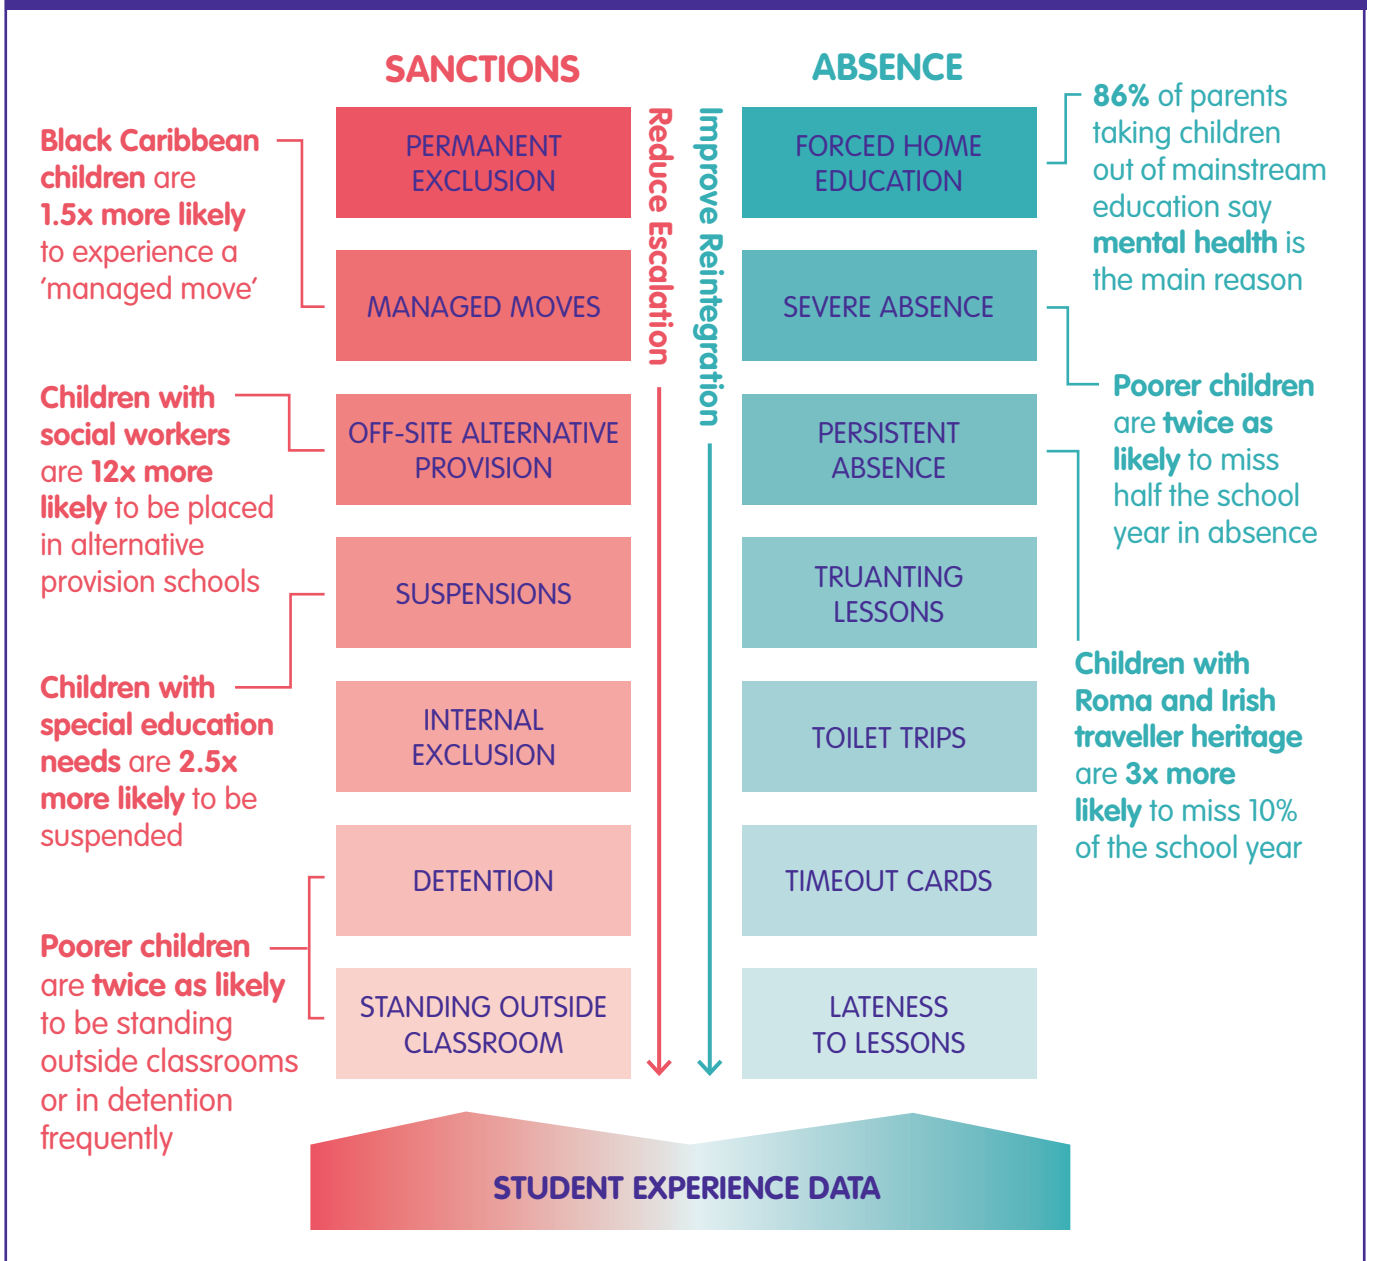 SANCTIONS
Black Caribbean
children are
1.5x more likely
to experience a
‘managed move’
Children with
social workers
are 12x more
likely to be placed
in alternative
provision schools
Children with
special education
needs are 2.5x
more likely to be
suspended
Poorer children
are twice as likely
to be standing
outside classrooms
or in detention
frequently
PERMANENT
EXCLUSION
MANAGED MOVES
OFF-SITE ALTERNATIVE
PROVISION
SUSPENSIONS
INTERNAL
EXCLUSION
DETENTION
STANDING OUTSIDE
CLASSROOM
Reduce Escalation
Improve Reintegration
ABSENCE
FORCED HOME
EDUCATION
SEVERE ABSENCE
PERSISTENT
ABSENCE
TRUANTING
LESSONS
TOILET TRIPS
TIMEOUT CARDS
LATENESS
TO LESSONS
86% of parents
taking children
out of mainstream
education say
mental health is
the main reason
Poorer children
are twice as
likely to miss
half the school
year in absence
Children with
Roma and Irish
traveller heritage
are 3x more
likely to miss 10%
of the school year
STUDENT EXPERIENCE DATA